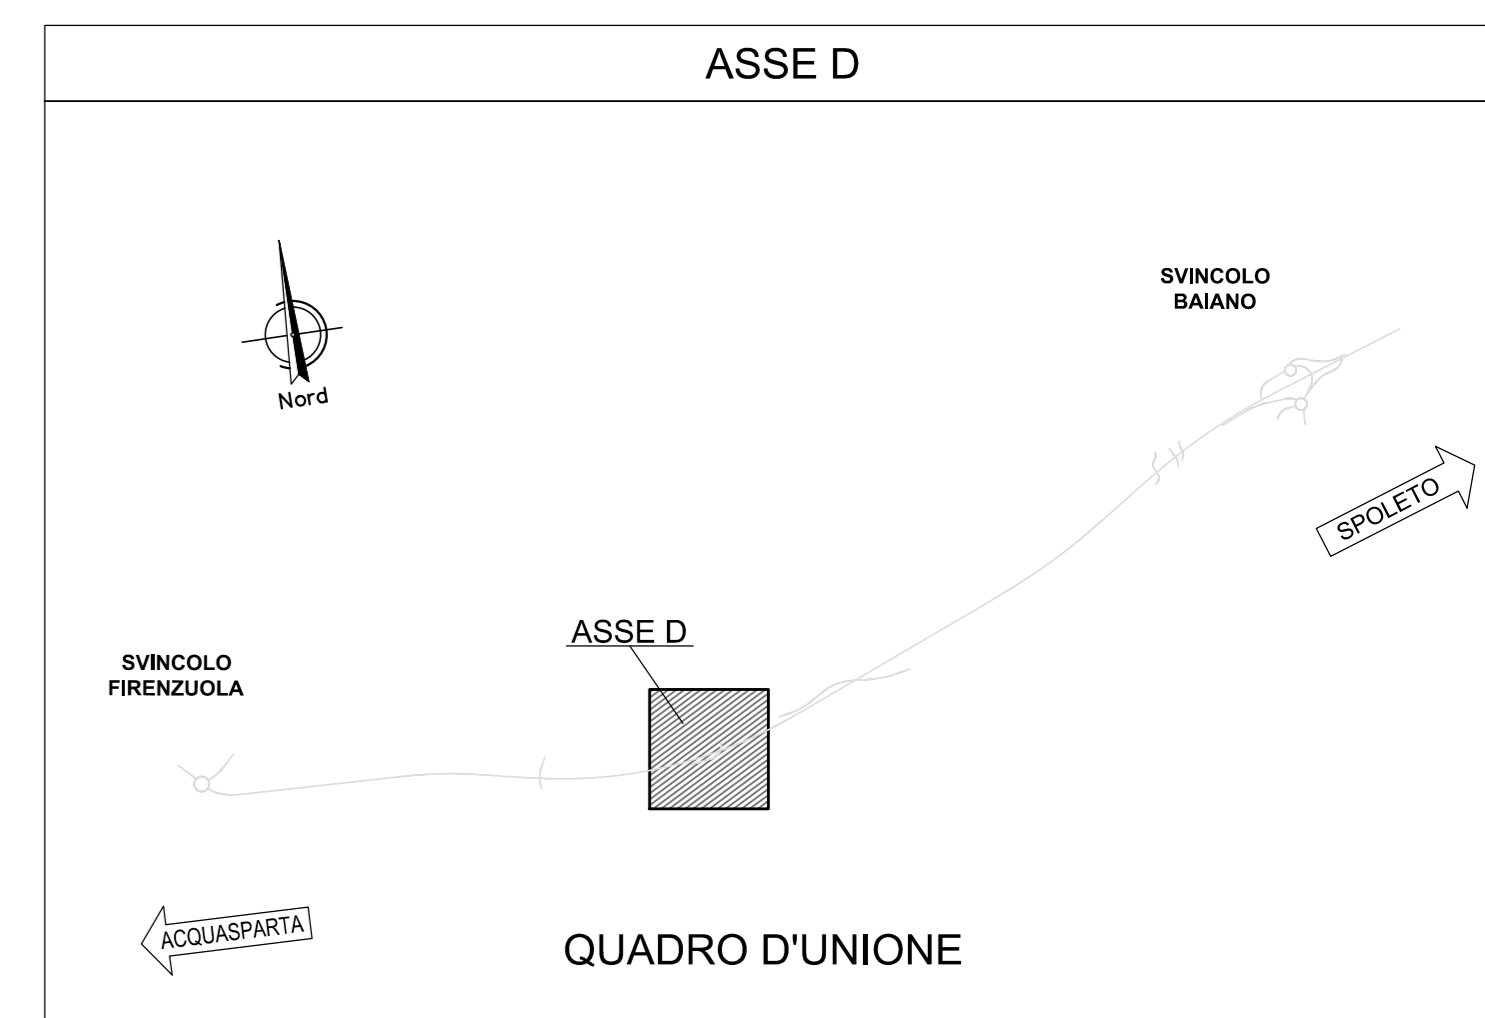 ASSE D
SVINCOLO
BAIANO
Nord
SPOLETO
ASSE D
SVINCOLO
FIRENZUOLA
ACQUASPARTA
QUADRO D'UNIONE